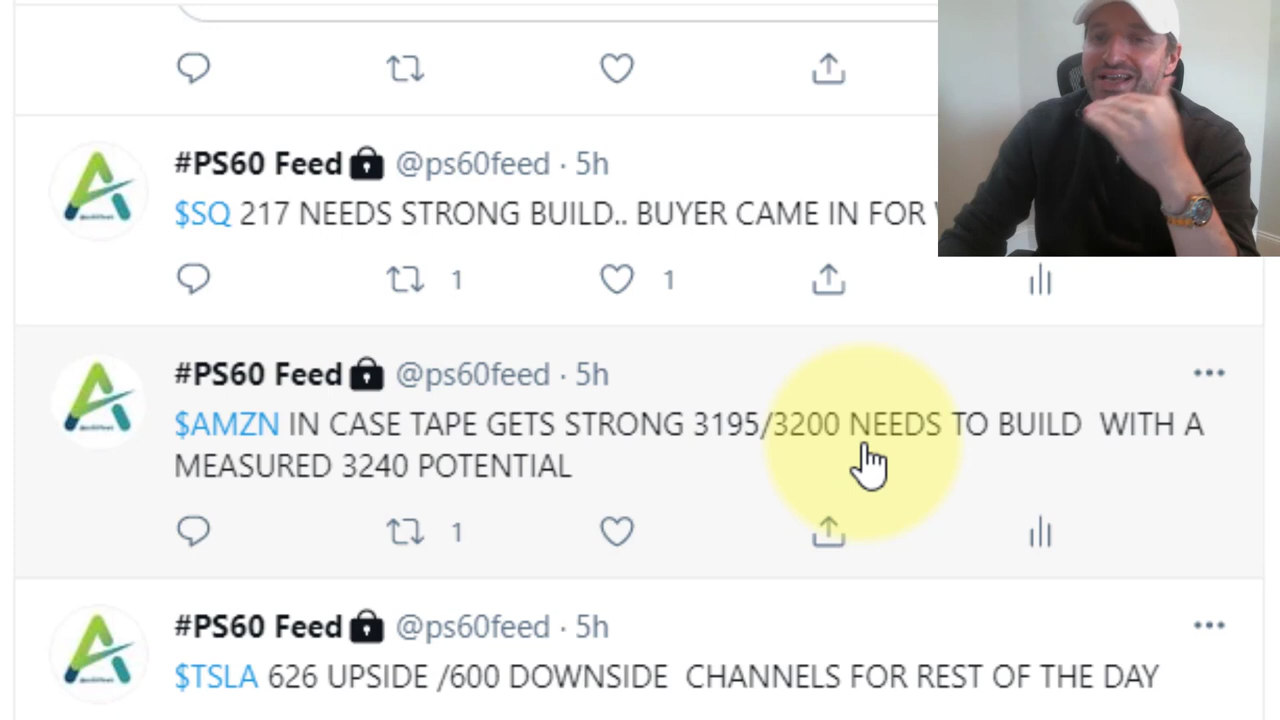 #PS60 Feed @ps60feed · 5h
$SQ 217 NEEDS STRONG BUILD.. BUYER CAME IN FOR
1 1
#PS60 Feed @ps60feed · 5h
$AMZN IN CASE TAPE GETS STRONG 3195/3200 NEEDS TO BUILD WITH A
MEASURED 3240 POTENTIAL
1
#PS60 Feed @ps60feed · 5h
$TSLA 626 UPSIDE /600 DOWNSIDE CHANNELS FOR REST OF THE DAY